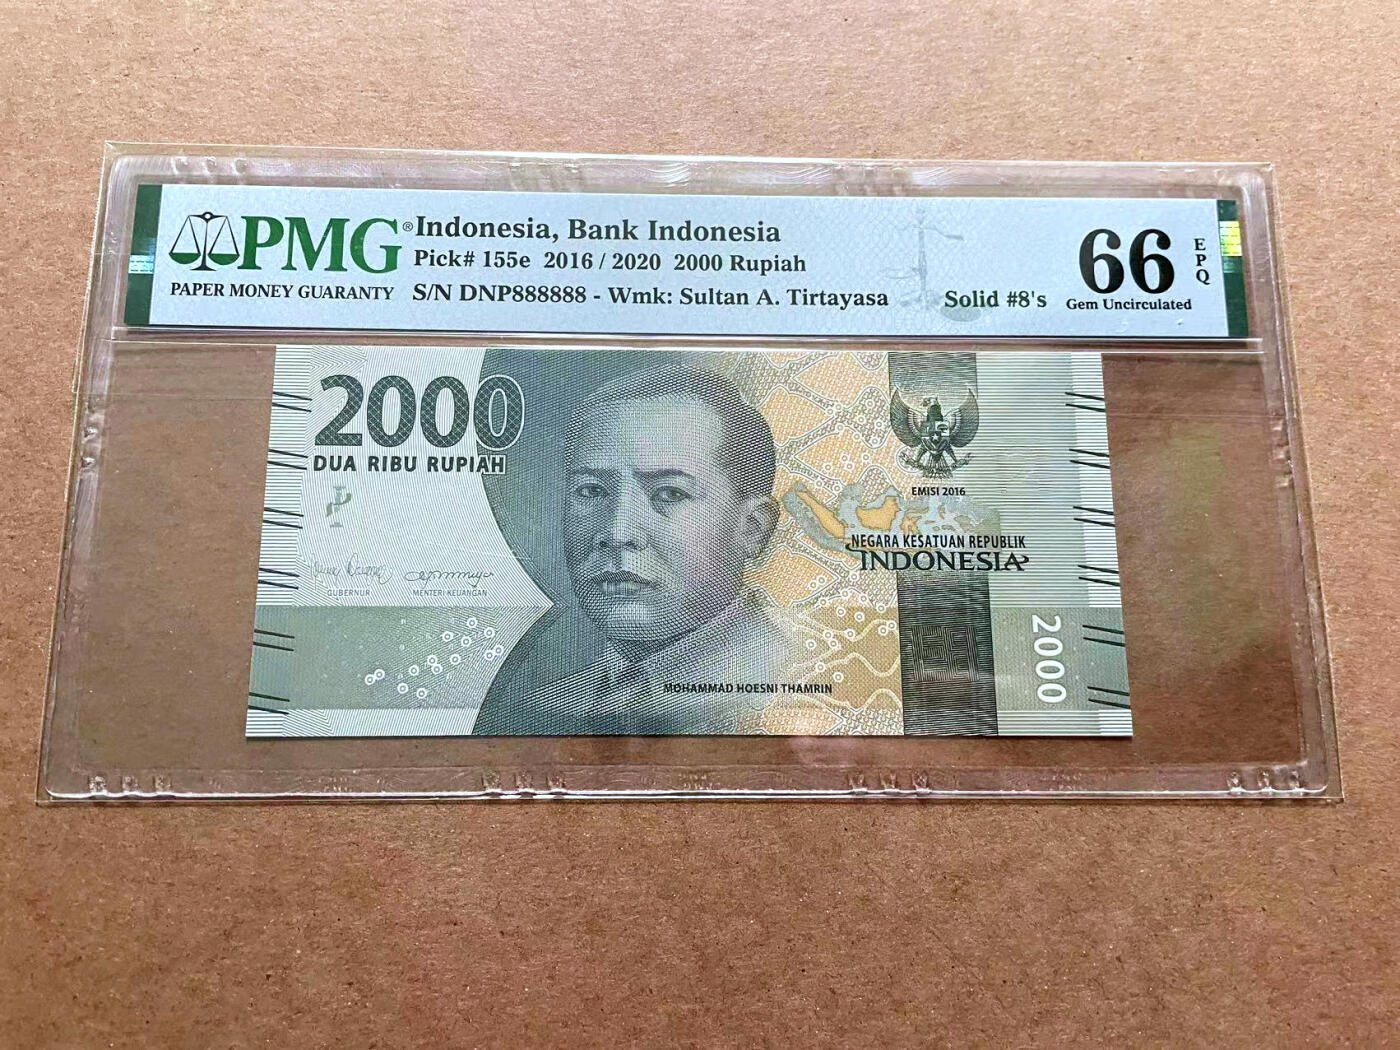 PMG®
PAPER MONEY GUARANTY
Indonesia, Bank Indonesia
Pick# 155e 2016 / 2020 2000 Rupiah
S/N DNP888888 - Wmk: Sultan A. Tirtayasa
Solid #8's
66
EPQ
Gem Uncirculated
2000
DUA RIBU RUPIAH
GUBERNUR
MENTERI KEUANGAN
EMISI 2016
NEGARA KESATUAN REPUBLIK
INDONESIA
MOHAMMAD HOESNI THAMRIN
2000